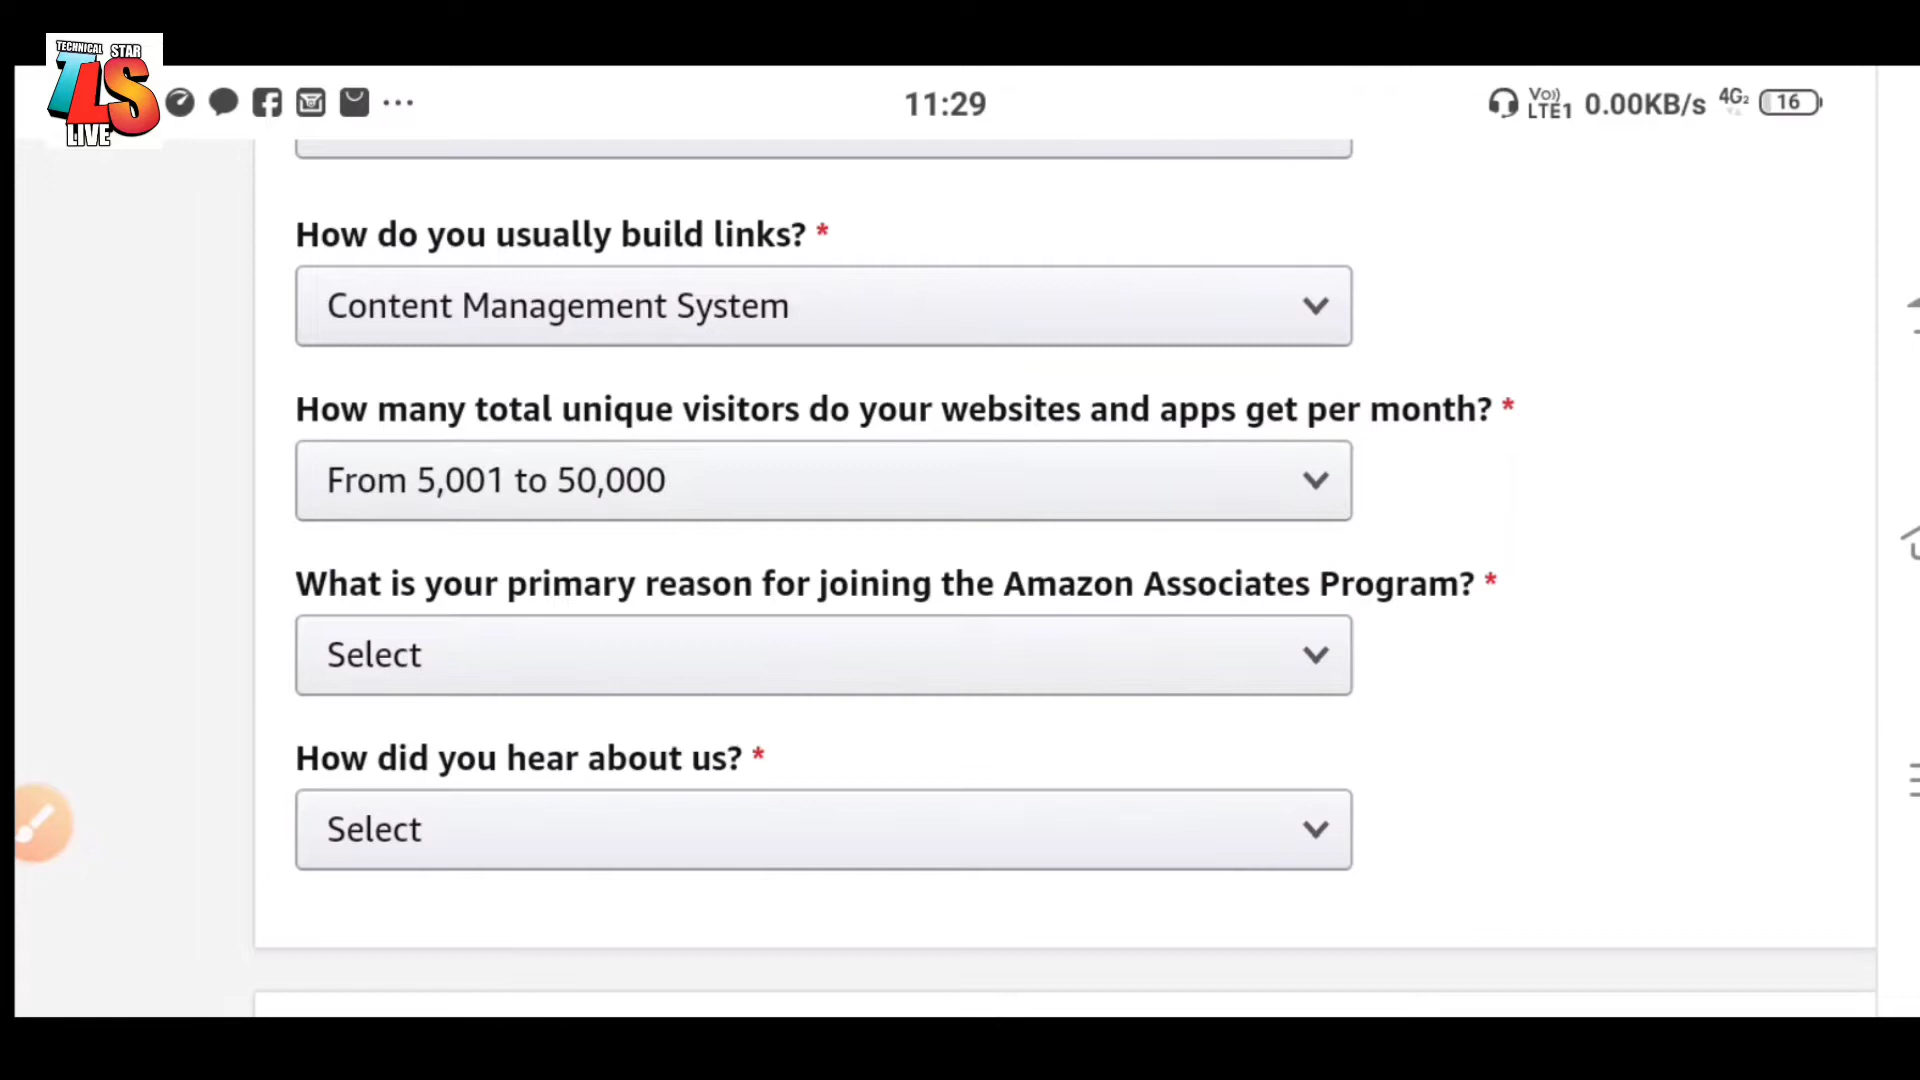 TECHNICAL STAR
TLS
LIVE
11:29
Vo)) LTE1 0.00KB/s 4G2 16
How do you usually build links? *
Content Management System
How many total unique visitors do your websites and apps get per month? *
From 5,001 to 50,000
What is your primary reason for joining the Amazon Associates Program? *
Select
How did you hear about us? *
Select